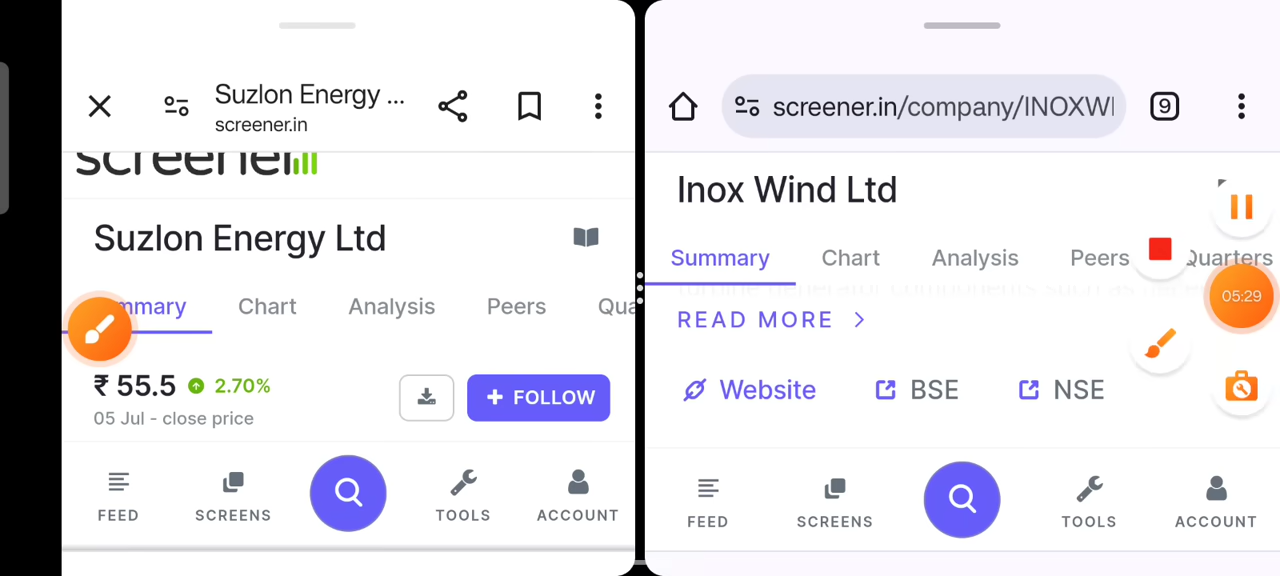 Suzlon Energy ...
screener.in
screener
Suzlon Energy Ltd
mmary Chart Analysis Peers Qua
₹ 55.5 2.70%
05 Jul - close price
+ FOLLOW
FEED SCREENS TOOLS ACCOUNT
screener.in/company/INOXWI
9
Inox Wind Ltd
Summary Chart Analysis Peers Quarters
READ MORE >
05:29
Website BSE NSE
FEED SCREENS TOOLS ACCOUNT